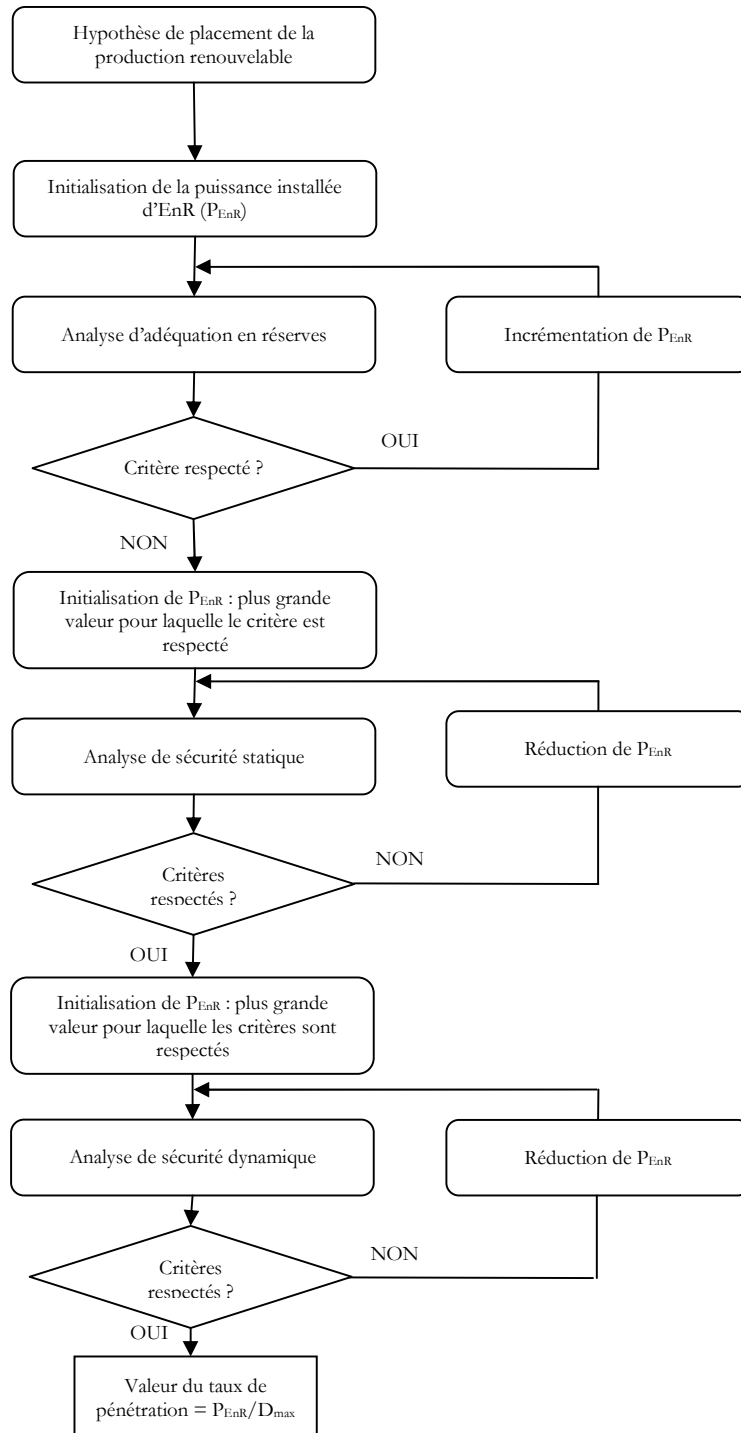 Hypothèse de placement de la
production renouvelable
Initialisation de la puissance installée
d’EnR (PEnR)
Analyse d’adéquation en réserves
Incrémentation de PEnR
Critère respecté ?
OUI
NON
Initialisation de PEnR : plus grande
valeur pour laquelle le critère est
respecté
Analyse de sécurité statique
Réduction de PEnR
Critères
respectés ?
NON
OUI
Initialisation de PEnR : plus grande
valeur pour laquelle les critères sont
respectés
Analyse de sécurité dynamique
Réduction de PEnR
Critères
respectés ?
NON
OUI
Valeur du taux de
pénétration = PEnR/Dmax